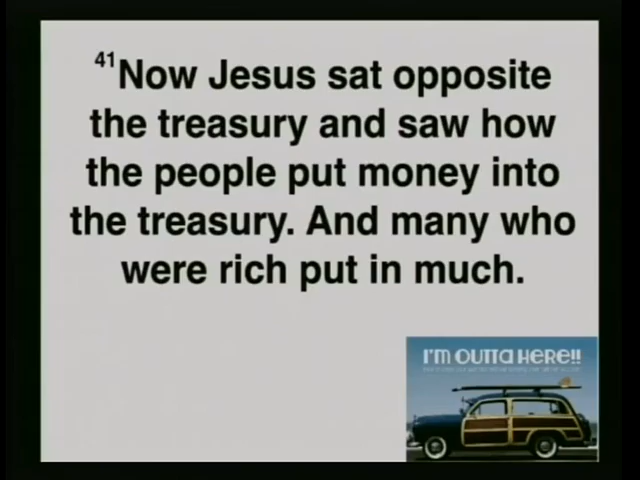 41Now Jesus sat opposite
the treasury and saw how
the people put money into
the treasury. And many who
were rich put in much.
I'M OUTTA HERE!!